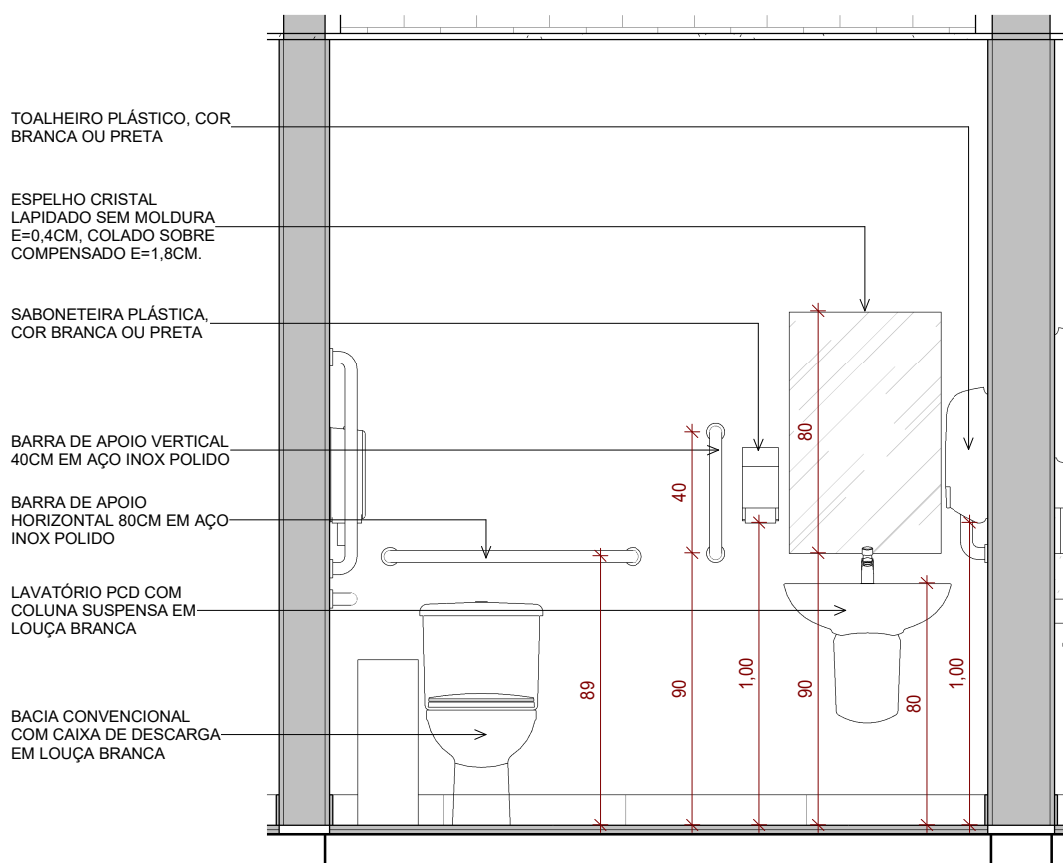 TOALHEIRO PLÁSTICO, COR
BRANCA OU PRETA
ESPELHO CRISTAL
LAPIDADO SEM MOLDURA
E=0,4CM, COLADO SOBRE
COMPENSADO E=1,8CM.
SABONETEIRA PLÁSTICA,
COR BRANCA OU PRETA
BARRA DE APOIO VERTICAL
40CM EM AÇO INOX POLIDO
BARRA DE APOIO
HORIZONTAL 80CM EM AÇO
INOX POLIDO
LAVATÓRIO PCD COM
COLUNA SUSPENSA EM
LOUÇA BRANCA
BACIA CONVENCIONAL
COM CAIXA DE DESCARGA
EM LOUÇA BRANCA
80
40
89
90
1,00
90
80
1,00